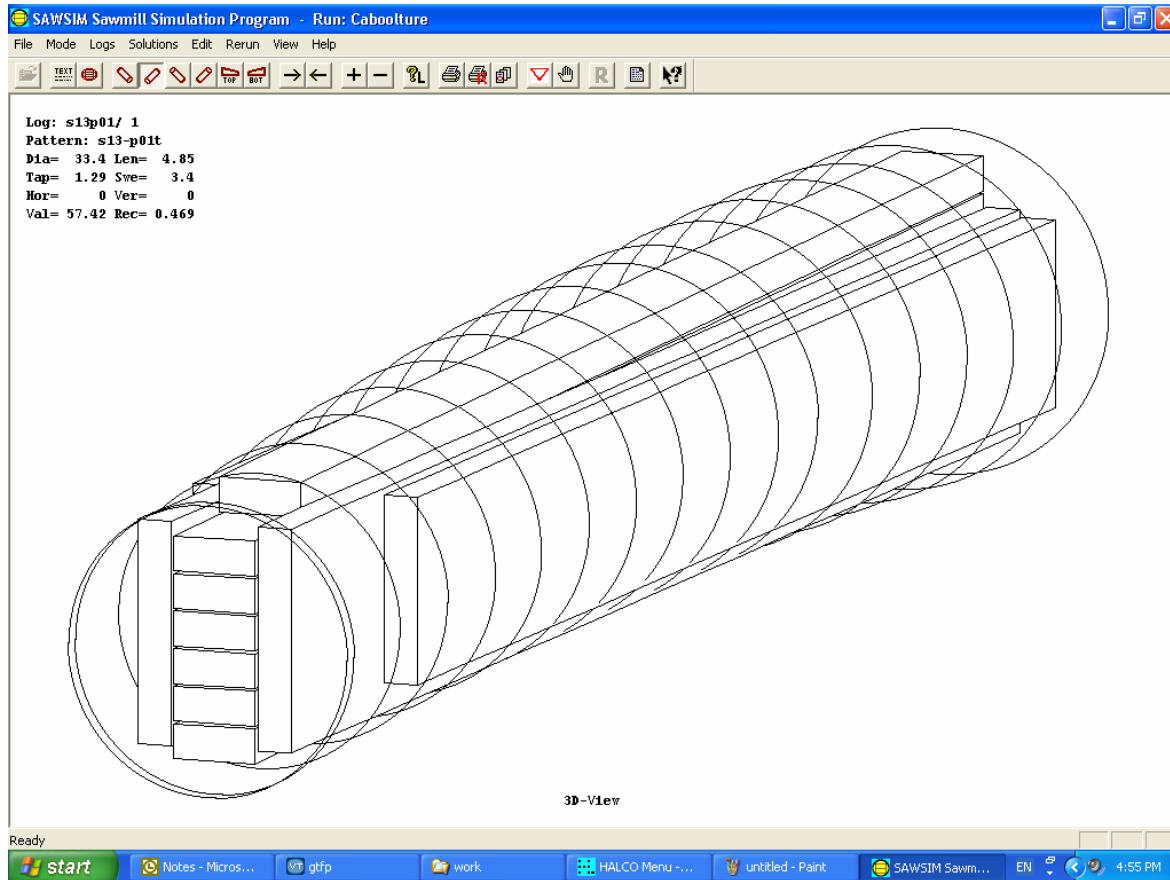 SAWSIM Sawmill Simulation Program - Run: Caboolture
File Mode Logs Solutions Edit Rerun View Help
TEXT TOP BOT ?L R
Log: s13p01/ 1
Pattern: s13-p01t
Dia= 33.4 Len= 4.85
Tap= 1.29 Swe= 3.4
Hor= 0 Ver= 0
Val= 57.42 Rec= 0.469
3D-View
Ready
start Notes - Micros... VT gtfp work HALCO Menu -... untitled - Paint SAWSIM Sawm... EN 4:55 PM